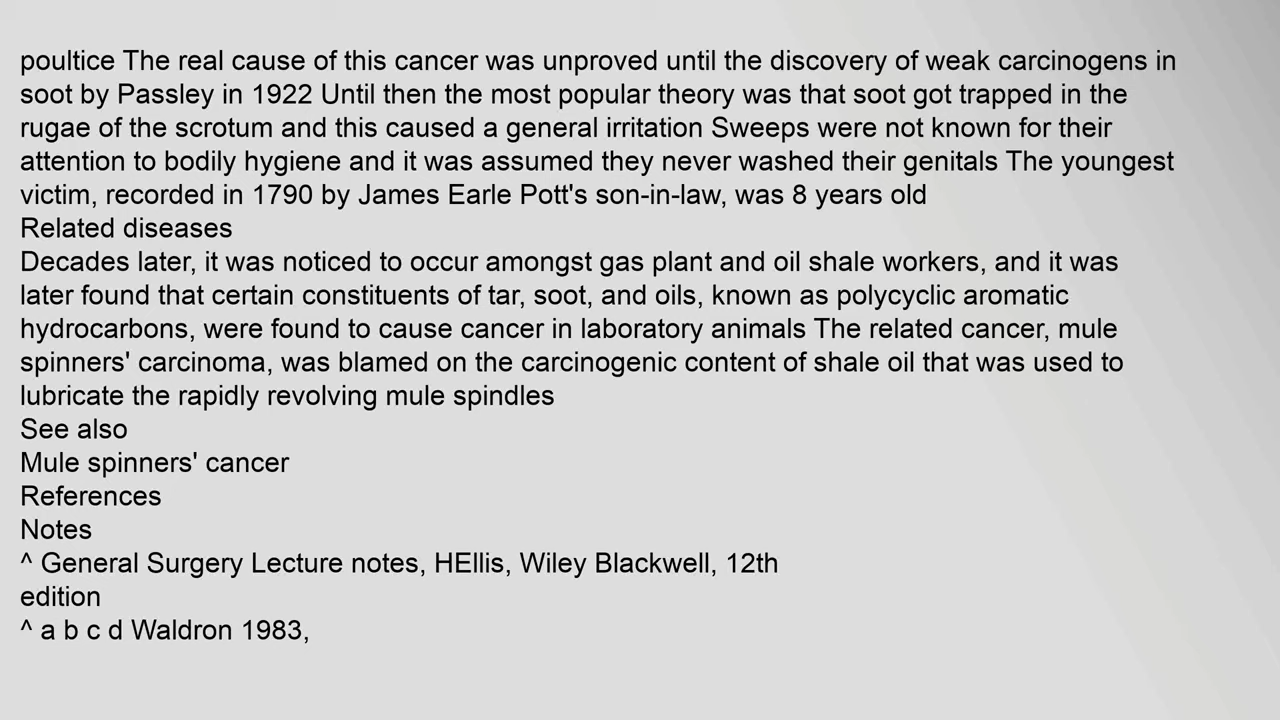 poultice The real cause of this cancer was unproved until the discovery of weak carcinogens in
soot by Passley in 1922 Until then the most popular theory was that soot got trapped in the
rugae of the scrotum and this caused a general irritation Sweeps were not known for their
attention to bodily hygiene and it was assumed they never washed their genitals The youngest
victim, recorded in 1790 by James Earle Pott's son-in-law, was 8 years old
Related diseases
Decades later, it was noticed to occur amongst gas plant and oil shale workers, and it was
later found that certain constituents of tar, soot, and oils, known as polycyclic aromatic
hydrocarbons, were found to cause cancer in laboratory animals The related cancer, mule
spinners' carcinoma, was blamed on the carcinogenic content of shale oil that was used to
lubricate the rapidly revolving mule spindles
See also
Mule spinners' cancer
References
Notes
^ General Surgery Lecture notes, HEllis, Wiley Blackwell, 12th
edition
^ a b c d Waldron 1983,